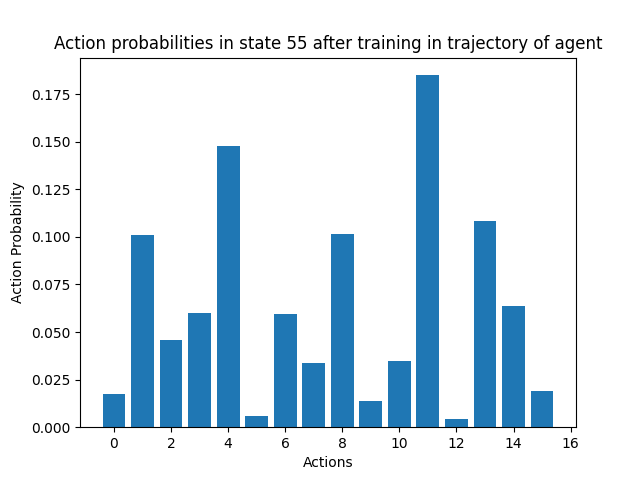 Action probabilities in state 55 after training in trajectory of agent
0.175
0.150
0.125
0.100
0.075
0.050
0.025
0.000
Action Probability
0 2 4 6 8 10 12 14 16
Actions